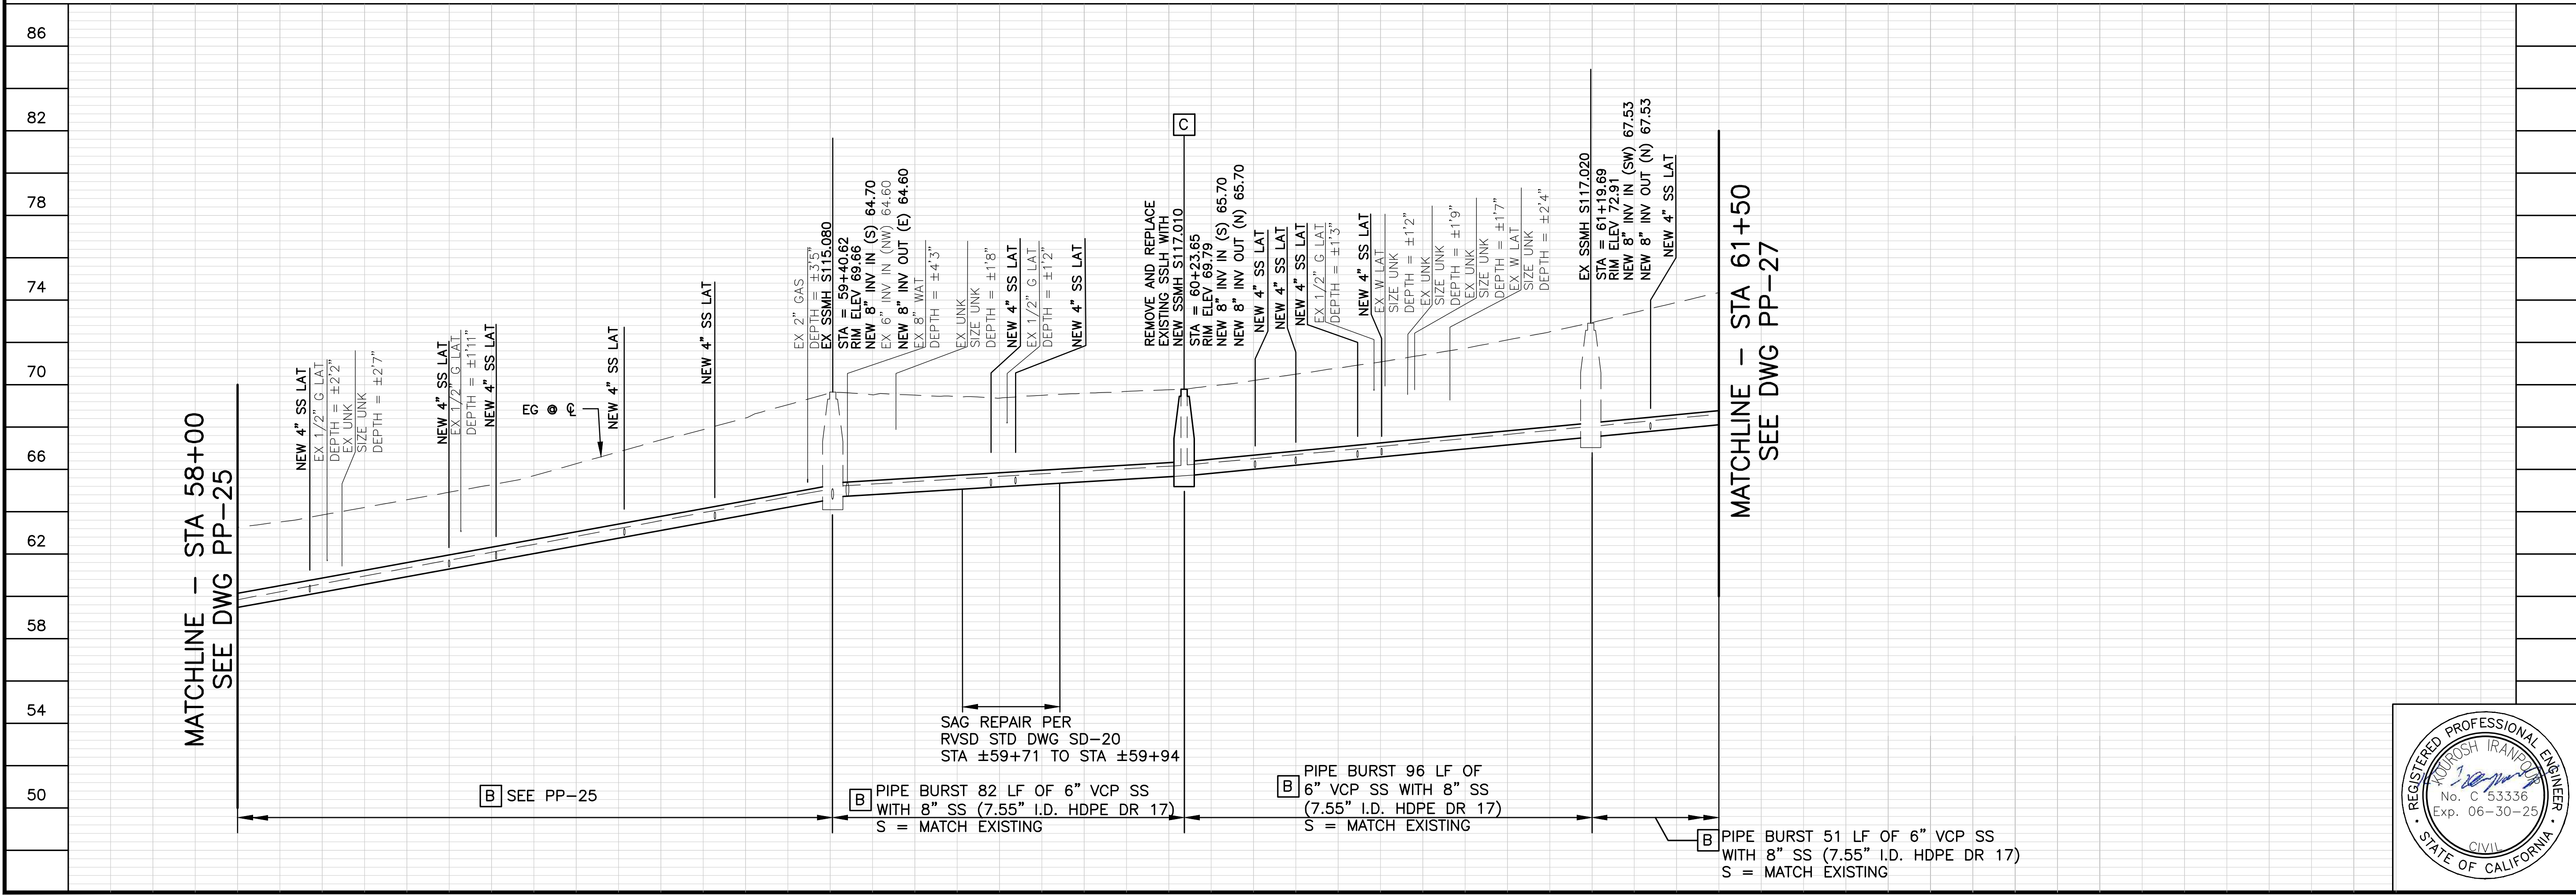 86
82
78
74
70
66
62
58
54
50
MATCHLINE – STA 58+00
SEE DWG PP-25
NEW 4" SS LAT
EX 1/2" G LAT
DEPTH = ±2'2"
EX UNK
SIZE UNK
DEPTH = ±2'7"
NEW 4" SS LAT
EX 1/2" G LAT
DEPTH = ±1'11"
NEW 4" SS LAT
EG @ ℄
NEW 4" SS LAT
NEW 4" SS LAT
EX 2" GAS
DEPTH = ±3'5"
EX SSMH S115.080
STA = 59+40.62
RIM ELEV 69.66
NEW 8" INV IN (S) 64.70
EX 6" INV IN (NW) 64.60
NEW 8" INV OUT (E) 64.60
EX 8" WAT
DEPTH = ±4'3"
EX UNK
SIZE UNK
DEPTH = ±1'8"
NEW 4" SS LAT
EX 1/2" G LAT
DEPTH = ±1'2"
NEW 4" SS LAT
C
REMOVE AND REPLACE
EXISTING SSLH WITH
NEW SSMH S117.010
STA = 60+23.65
RIM ELEV 69.79
NEW 8" INV IN (S) 65.70
NEW 8" INV OUT (N) 65.70
NEW 4" SS LAT
NEW 4" SS LAT
NEW 4" SS LAT
EX 1/2" G LAT
DEPTH = ±1'3"
NEW 4" SS LAT
EX W LAT
SIZE UNK
DEPTH = ±1'2"
EX UNK
SIZE UNK
DEPTH = ±1'9"
EX UNK
SIZE UNK
DEPTH = ±1'7"
EX W LAT
SIZE UNK
DEPTH = ±2'4"
EX SSMH S117.020
STA = 61+19.69
RIM ELEV 72.91
NEW 8" INV IN (SW) 67.53
NEW 8" INV OUT (N) 67.53
NEW 4" SS LAT
MATCHLINE – STA 61+50
SEE DWG PP-27
SAG REPAIR PER
RVSD STD DWG SD-20
STA ±59+71 TO STA ±59+94
B SEE PP-25
B PIPE BURST 82 LF OF 6" VCP SS
WITH 8" SS (7.55" I.D. HDPE DR 17)
S = MATCH EXISTING
B PIPE BURST 96 LF OF
6" VCP SS WITH 8" SS
(7.55" I.D. HDPE DR 17)
S = MATCH EXISTING
B PIPE BURST 51 LF OF 6" VCP SS
WITH 8" SS (7.55" I.D. HDPE DR 17)
S = MATCH EXISTING
REGISTERED PROFESSIONAL ENGINEER
KOUROSH IRANPOUR
No. C 53336
Exp. 06-30-25
CIVIL
STATE OF CALIFORNIA